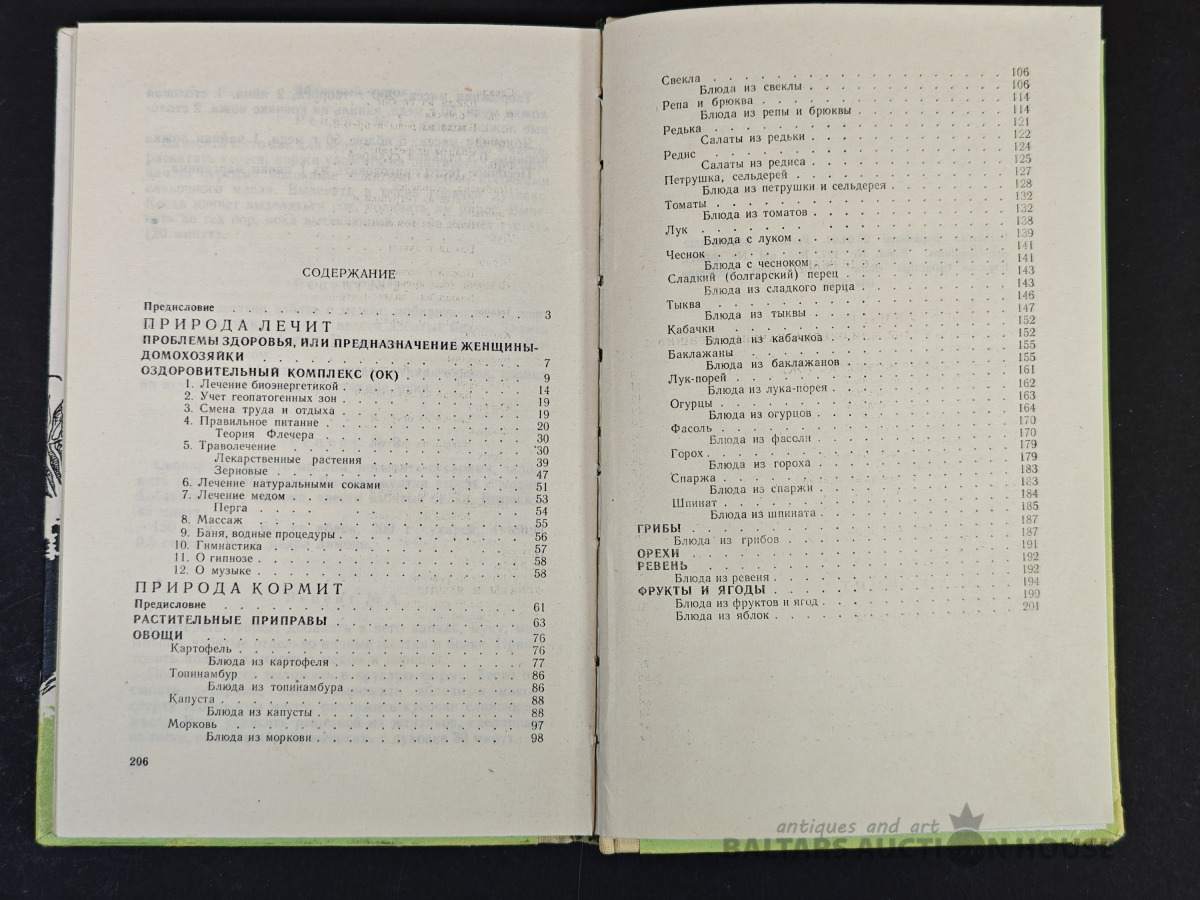 СОДЕРЖАНИЕ
Предисловие . . . 3
ПРИРОДА ЛЕЧИТ
ПРОБЛЕМЫ ЗДОРОВЬЯ, ИЛИ ПРЕДНАЗНАЧЕНИЕ ЖЕНЩИНЫ-
ДОМОХОЗЯЙКИ . . . 7
ОЗДОРОВИТЕЛЬНЫЙ КОМПЛЕКС (ОК) . . . 9
1. Лечение биоэнергетикой . . . 14
2. Учет геопатогенных зон . . . 19
3. Смена труда и отдыха . . . 19
4. Правильное питание . . . 20
Теория Флечера . . . 30
5. Траволечение . . . 30
Лекарственные растения . . . 39
Зерновые . . . 47
6. Лечение натуральными соками . . . 51
7. Лечение медом . . . 53
Перга . . . 54
8. Массаж . . . 55
9. Баня, водные процедуры . . . 56
10. Гимнастика . . . 57
11. О гипнозе . . . 58
12. О музыке . . . 58
ПРИРОДА КОРМИТ
Предисловие . . . 61
РАСТИТЕЛЬНЫЕ ПРИПРАВЫ . . . 63
ОВОЩИ . . . 76
Картофель . . . 76
Блюда из картофеля . . . 77
Топинамбур . . . 86
Блюда из топинамбура . . . 86
Капуста . . . 88
Блюда из капусты . . . 88
Морковь . . . 97
Блюда из моркови . . . 98
206
Свекла . . . 106
Блюда из свеклы . . . 106
Репа и брюква . . . 114
Блюда из репы и брюквы . . . 114
Редька . . . 121
Салаты из редьки . . . 122
Редис . . . 124
Салаты из редиса . . . 125
Петрушка, сельдерей . . . 127
Блюда из петрушки и сельдерея . . . 128
Томаты . . . 132
Блюда из томатов . . . 132
Лук . . . 138
Блюда с луком . . . 139
Чеснок . . . 141
Блюда с чесноком . . . 141
Сладкий (болгарский) перец . . . 143
Блюда из сладкого перца . . . 143
Тыква . . . 146
Блюда из тыквы . . . 147
Кабачки . . . 152
Блюда из кабачков . . . 152
Баклажаны . . . 155
Блюда из баклажанов . . . 155
Лук-порей . . . 161
Блюда из лука-порея . . . 162
Огурцы . . . 163
Блюда из огурцов . . . 164
Фасоль . . . 170
Блюда из фасоли . . . 170
Горох . . . 179
Блюда из гороха . . . 179
Спаржа . . . 183
Блюда из спаржи . . . 183
Шпинат . . . 184
Блюда из шпината . . . 185
ГРИБЫ . . . 187
Блюда из грибов . . . 187
ОРЕХИ . . . 191
РЕВЕНЬ . . . 192
Блюда из ревеня . . . 192
ФРУКТЫ И ЯГОДЫ . . . 194
Блюда из фруктов и ягод . . . 199
Блюда из яблок . . . 201
antiques and art
BALTARS AUCTION HOUSE